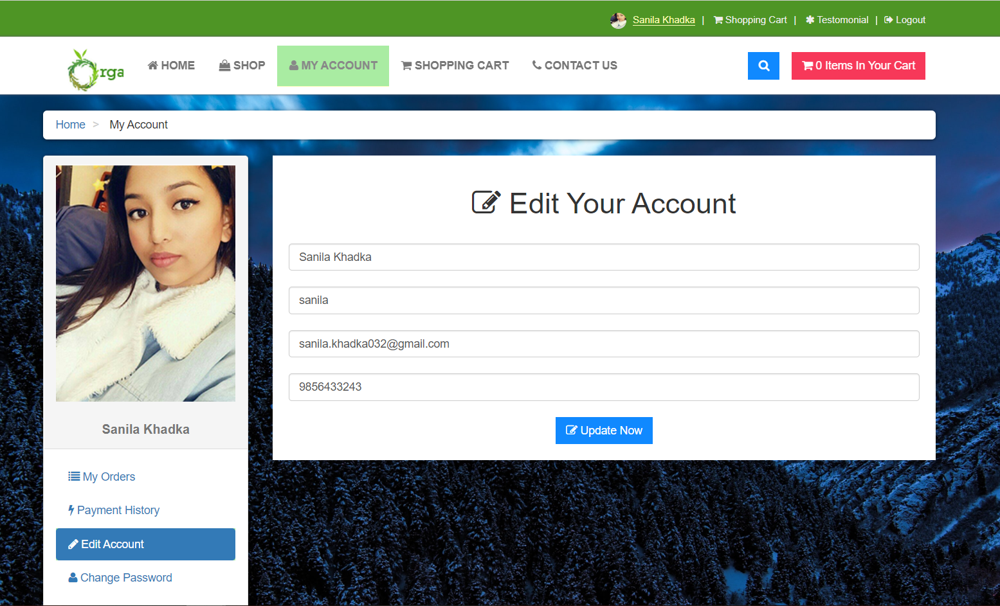 Sanila Khadka | Shopping Cart | Testomonial | Logout
rga
HOME SHOP MY ACCOUNT SHOPPING CART CONTACT US 0 Items In Your Cart
Home > My Account
Edit Your Account
Sanila Khadka
sanila
sanila.khadka032@gmail.com
9856433243
Update Now
Sanila Khadka
My Orders
Payment History
Edit Account
Change Password